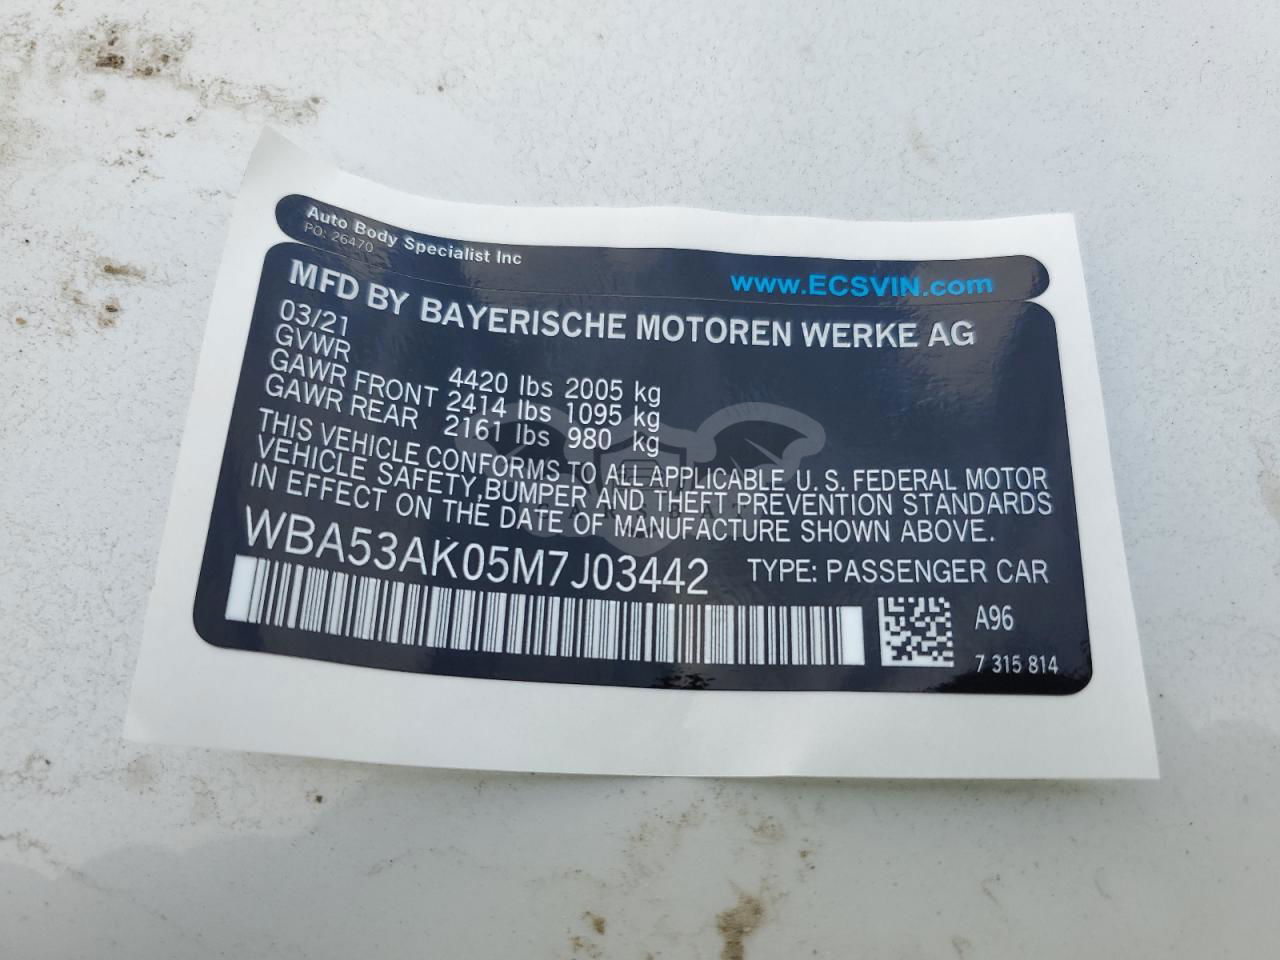 Auto Body Specialist Inc
PO: 26470
www.ECSVIN.com
MFD BY BAYERISCHE MOTOREN WERKE AG
03/21
GVWR 4420 lbs 2005 kg
GAWR FRONT 2414 lbs 1095 kg
GAWR REAR 2161 lbs 980 kg
THIS VEHICLE CONFORMS TO ALL APPLICABLE U.S. FEDERAL MOTOR
VEHICLE SAFETY, BUMPER AND THEFT PREVENTION STANDARDS
IN EFFECT ON THE DATE OF MANUFACTURE SHOWN ABOVE.
WBA53AK05M7J03442 TYPE: PASSENGER CAR
A96
7 315 814